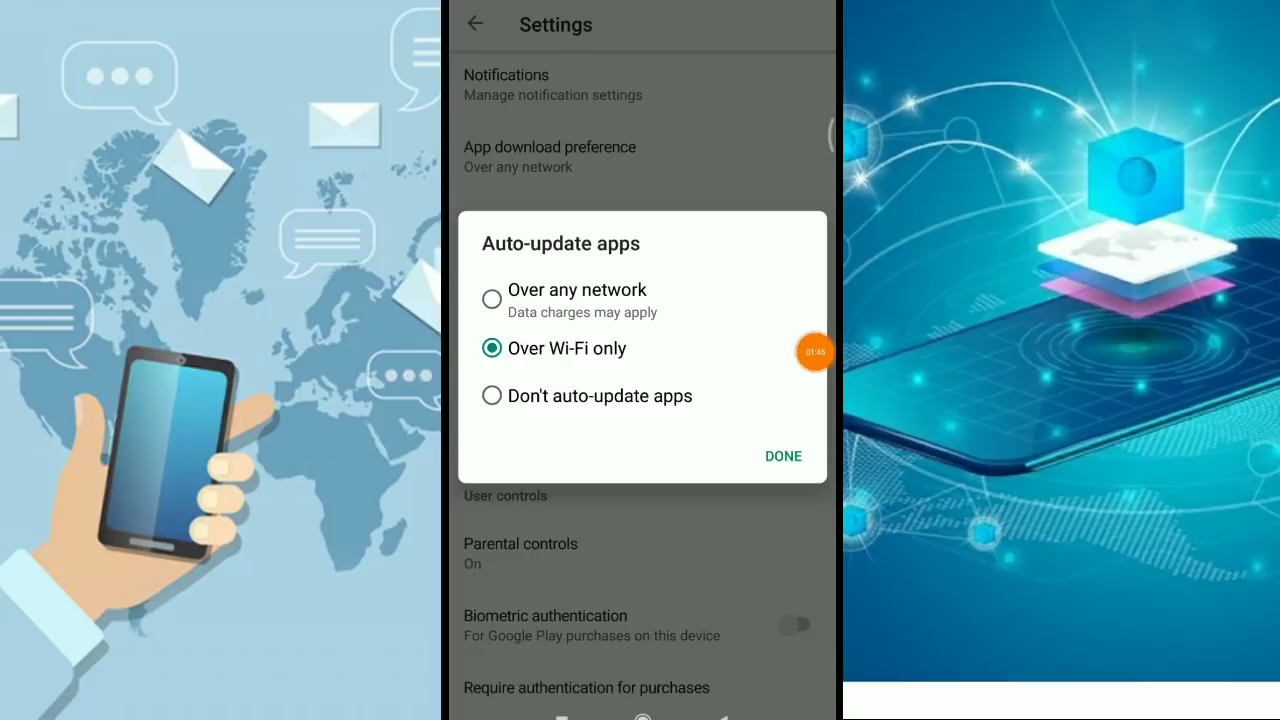 Settings
Notifications
Manage notification settings
App download preference
Over any network
Auto-update apps
Over any network
Data charges may apply
Over Wi-Fi only
01:45
Don't auto-update apps
DONE
User controls
Parental controls
On
Biometric authentication
For Google Play purchases on this device
Require authentication for purchases